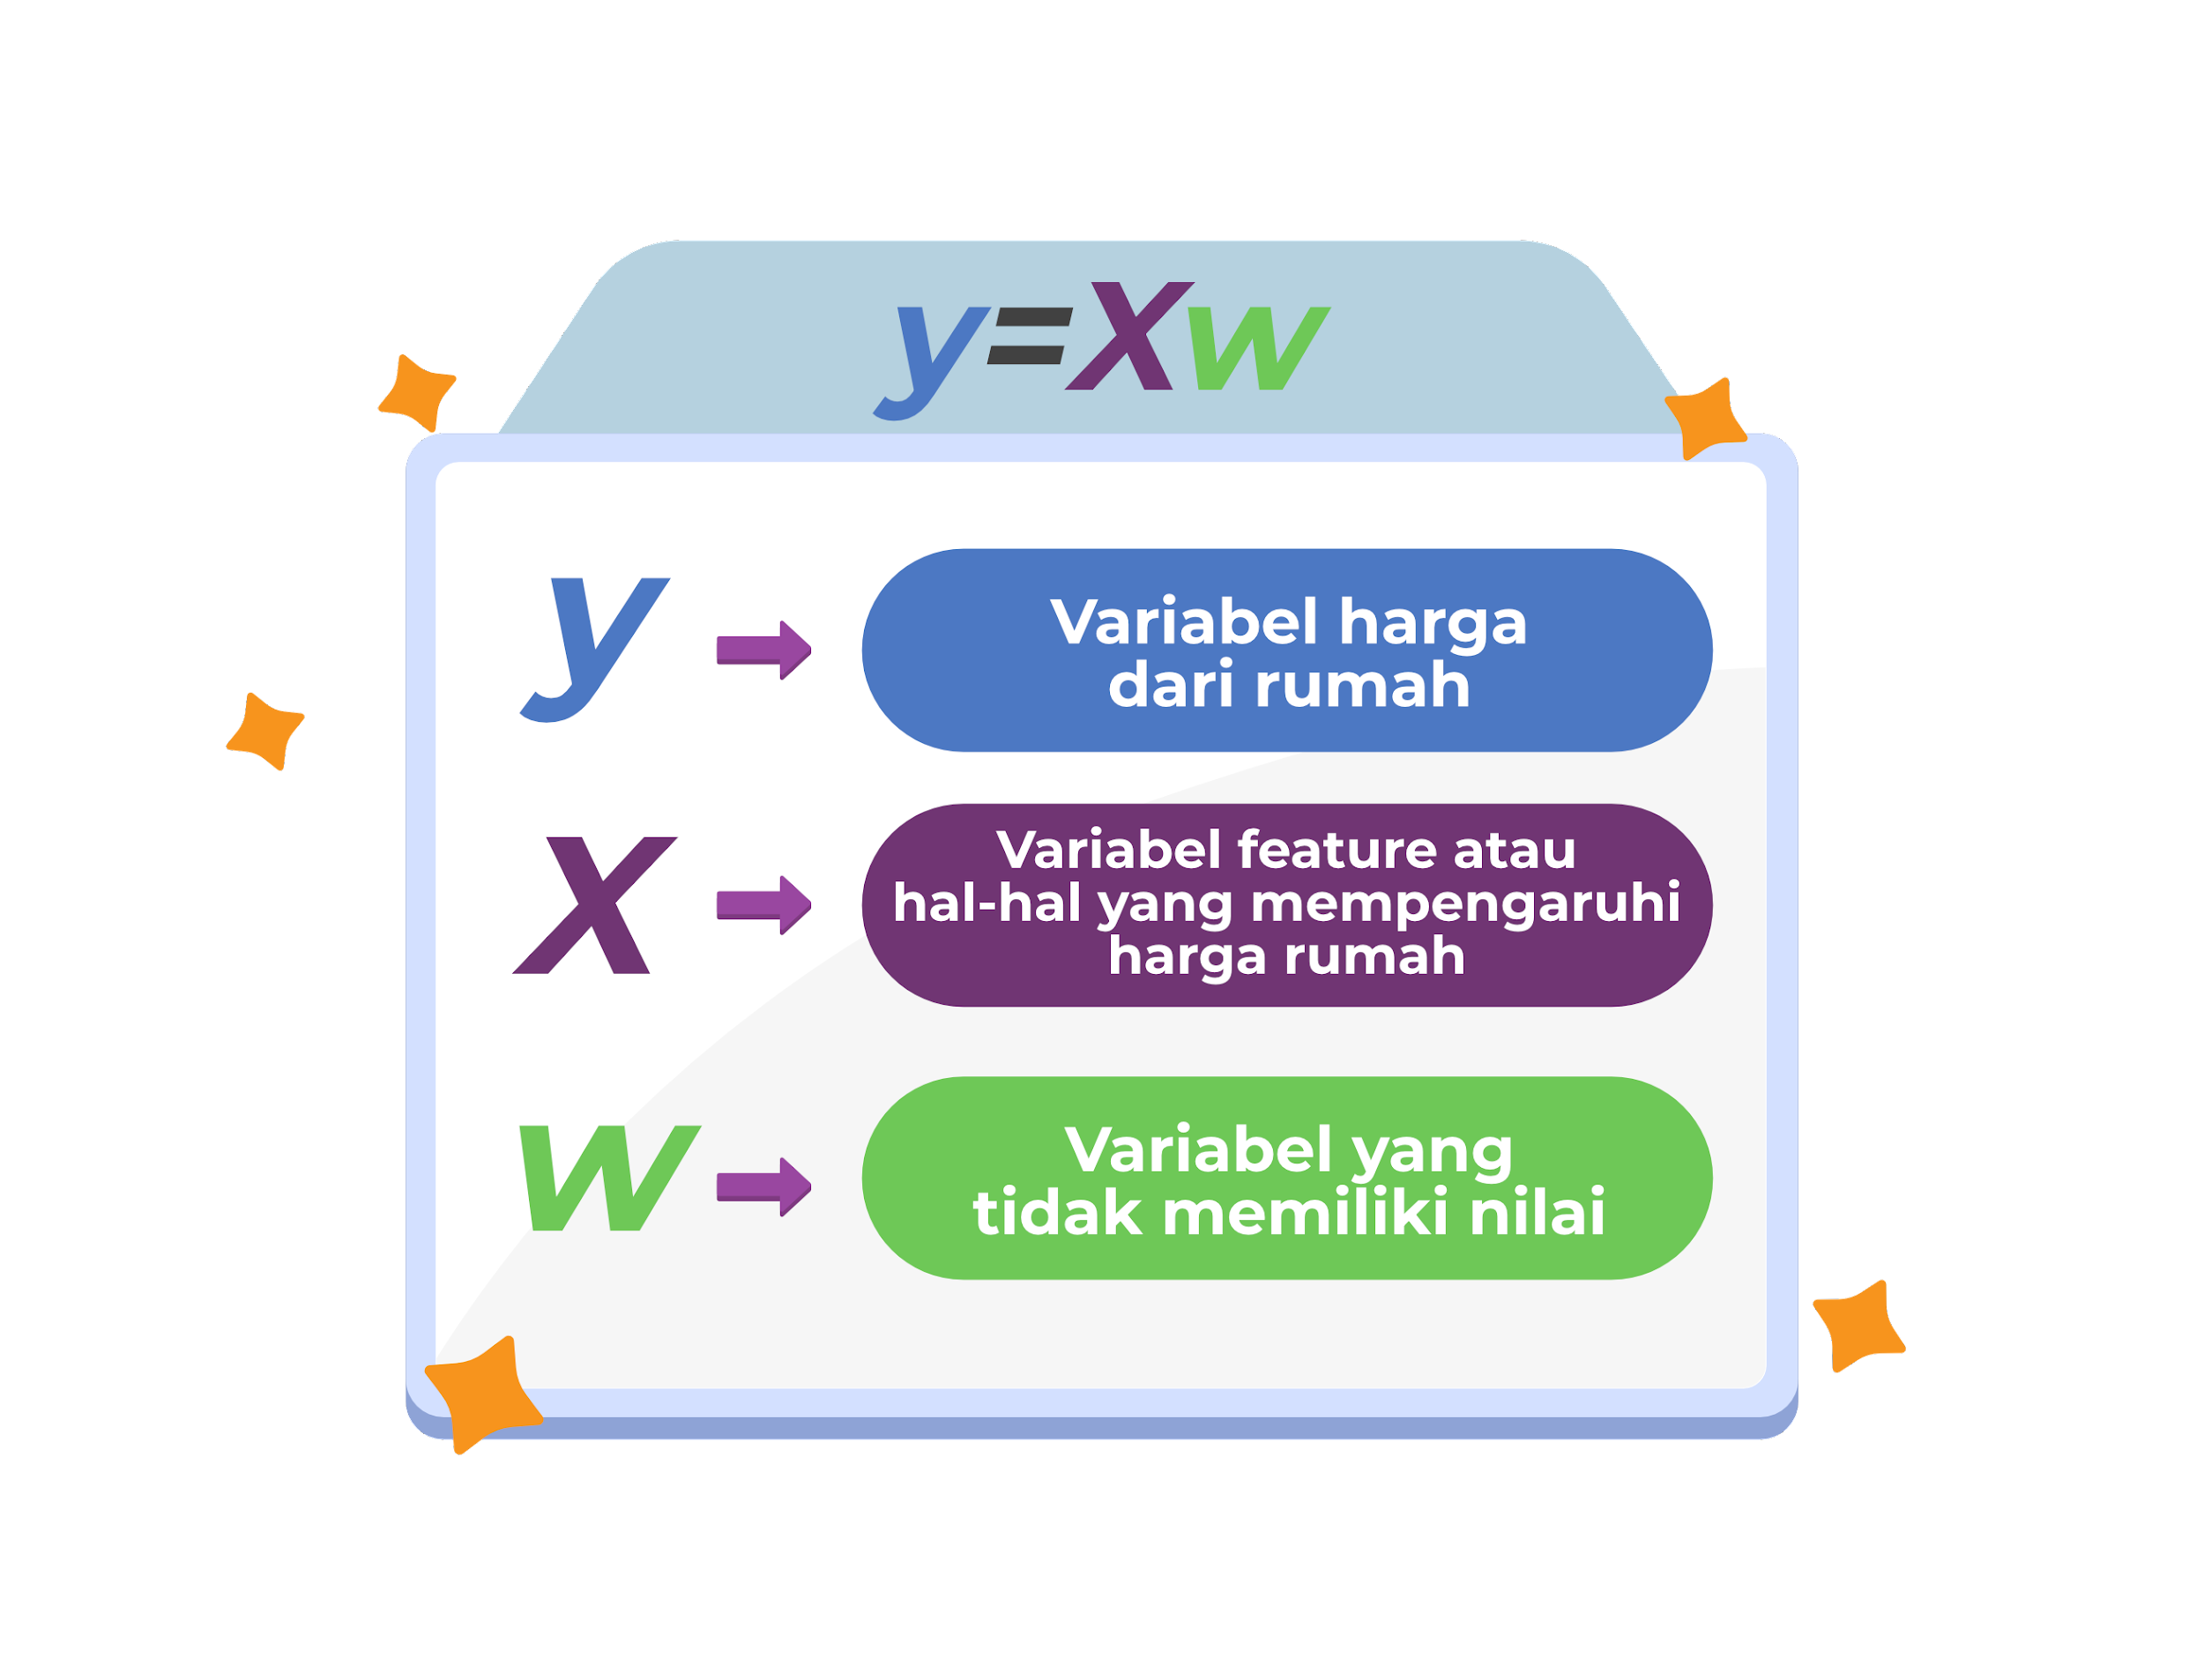 y=Xw
y
Variabel harga
dari rumah
X
Variabel feature atau
hal-hal yang mempengaruhi
harga rumah
w
Variabel yang
tidak memiliki nilai